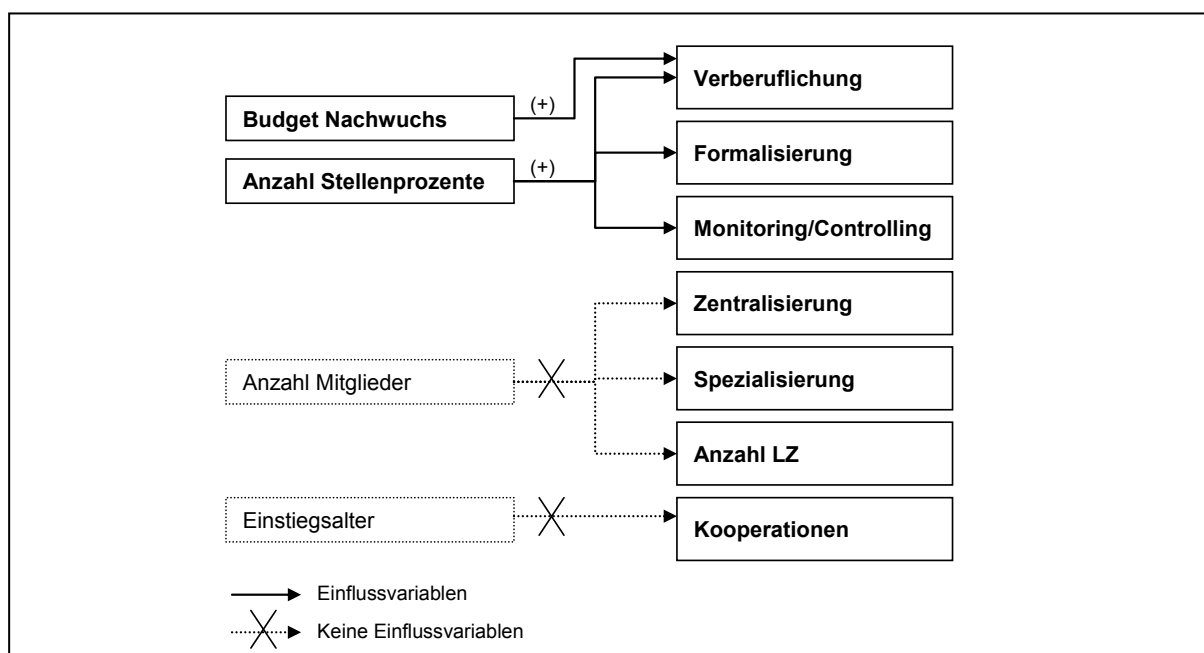 Verberuflichung
(+)
Budget Nachwuchs
Formalisierung
(+)
Anzahl Stellenprozente
Monitoring/Controlling
Zentralisierung
Anzahl Mitglieder
Spezialisierung
Anzahl LZ
Einstiegsalter
Kooperationen
Einflussvariablen
Keine Einflussvariablen